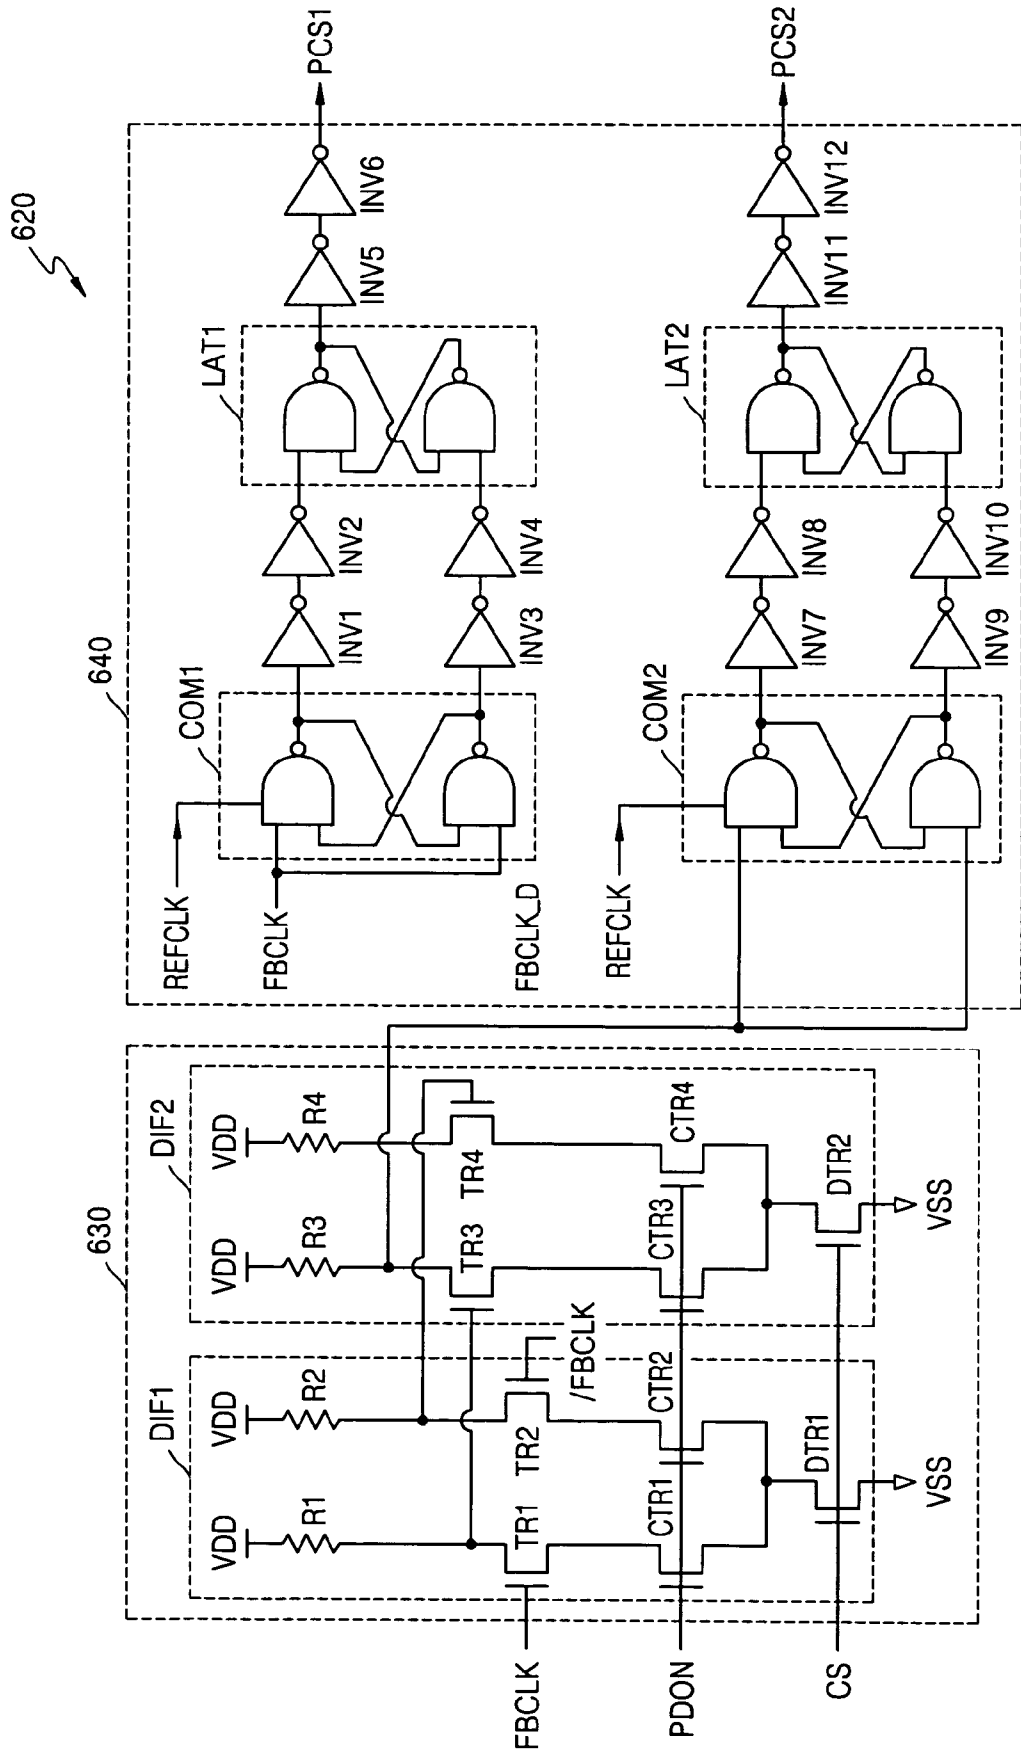 620
630
DIF1
VDD
R1
VDD
R2
TR1
TR2
/FBCLK
FBCLK
CTR1
CTR2
PDON
DTR1
CS
VSS
DIF2
VDD
R3
VDD
R4
TR3
TR4
CTR3
CTR4
DTR2
VSS
640
REFCLK
COM1
FBCLK
FBCLK_D
INV1
INV2
INV3
INV4
LAT1
INV5
INV6
PCS1
REFCLK
COM2
INV7
INV8
INV9
INV10
LAT2
INV11
INV12
PCS2